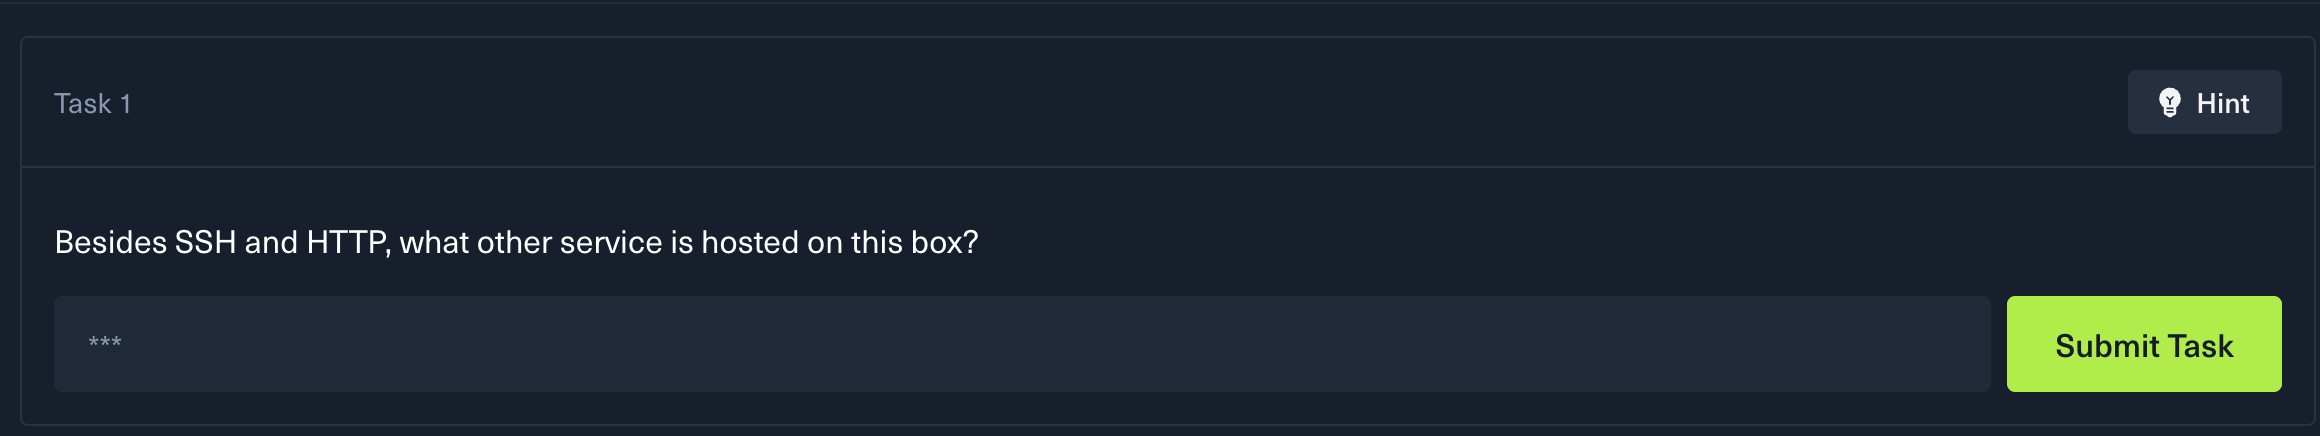 Task 1
Hint
Besides SSH and HTTP, what other service is hosted on this box?
***
Submit Task